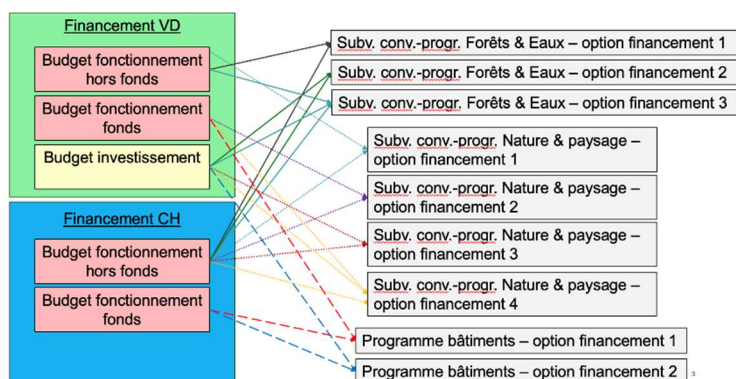 Financement VD
Budget fonctionnement
hors fonds
Budget fonctionnement
fonds
Budget investissement
Financement CH
Budget fonctionnement
hors fonds
Budget fonctionnement
fonds
Subv. conv.-progr. Forêts & Eaux – option financement 1
Subv. conv.-progr. Forêts & Eaux – option financement 2
Subv. conv.-progr. Forêts & Eaux – option financement 3
Subv. conv.-progr. Nature & paysage –
option financement 1
Subv. conv.-progr. Nature & paysage –
option financement 2
Subv. conv.-progr. Nature & paysage –
option financement 3
Subv. conv.-progr. Nature & paysage –
option financement 4
Programme bâtiments – option financement 1
Programme bâtiments – option financement 2
3